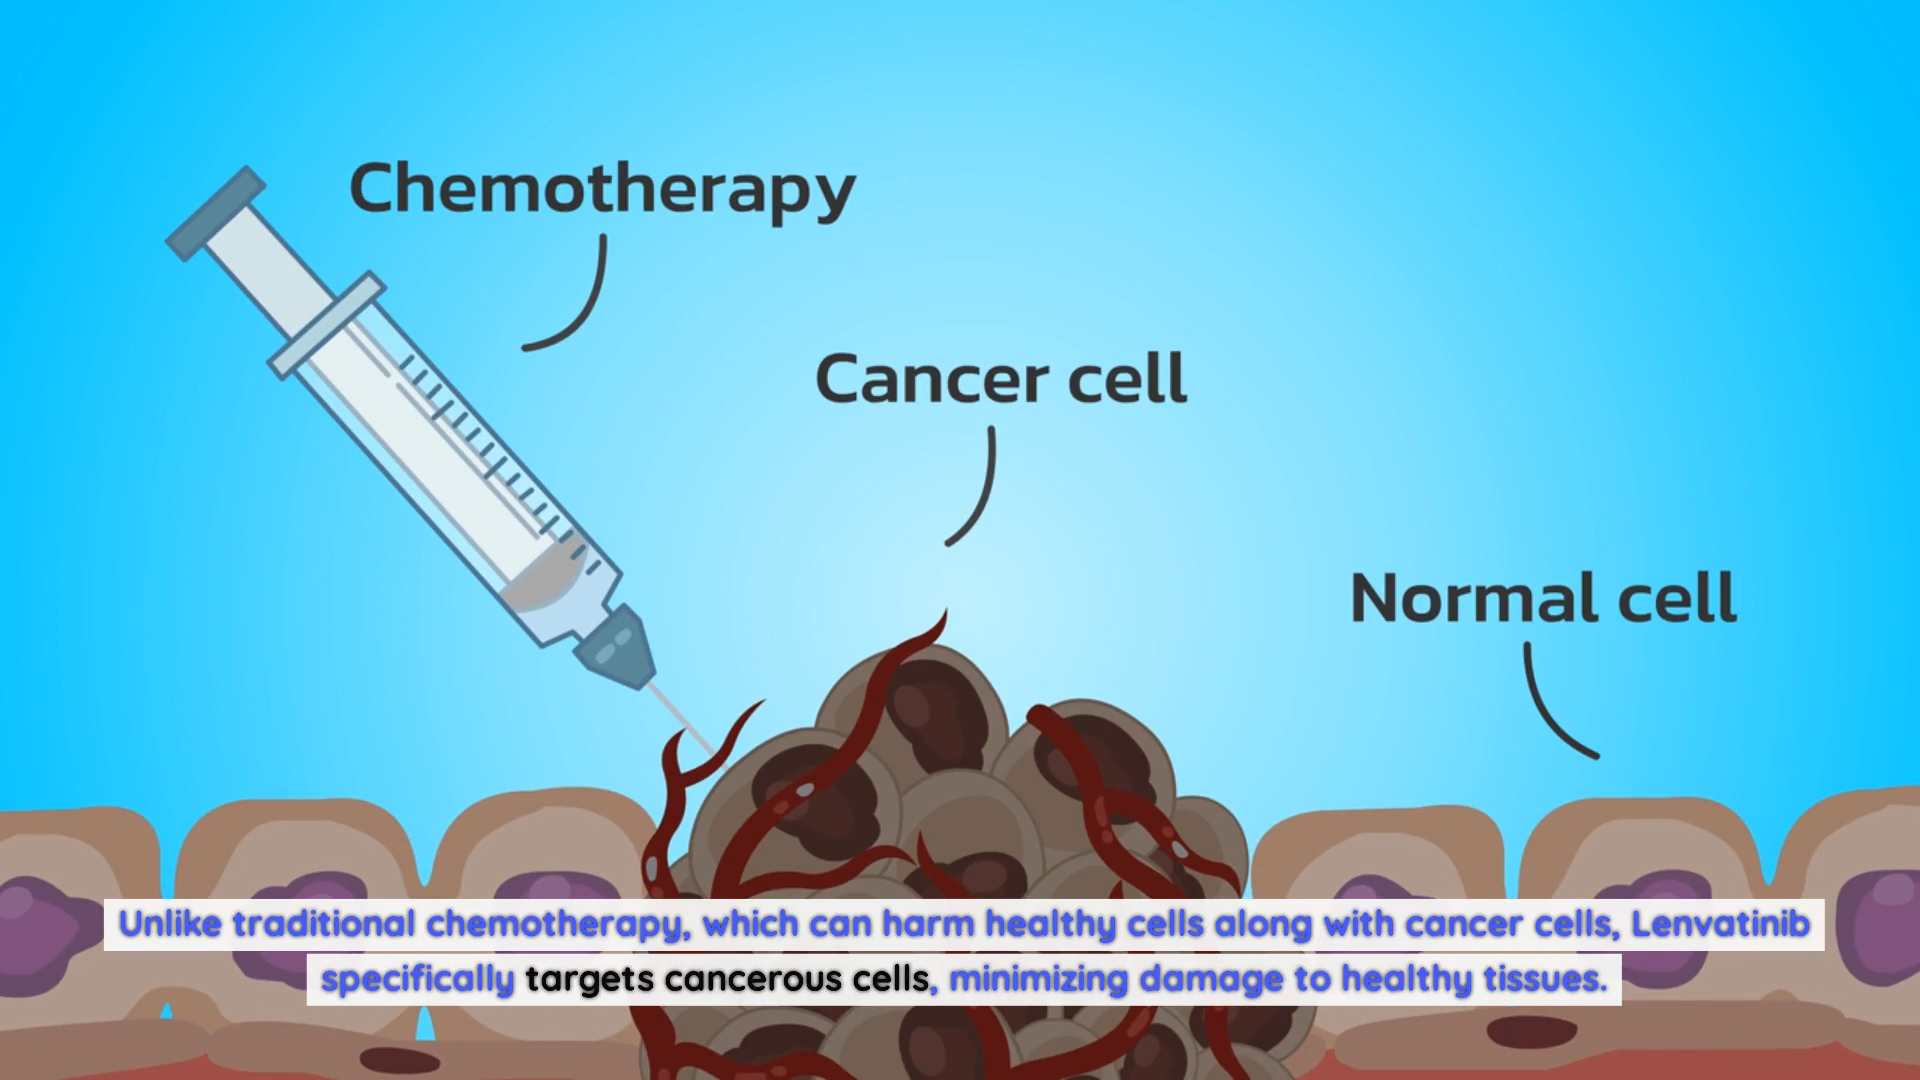 Chemotherapy
Cancer cell
Normal cell
Unlike traditional chemotherapy, which can harm healthy cells along with cancer cells, Lenvatinib
specifically targets cancerous cells, minimizing damage to healthy tissues.